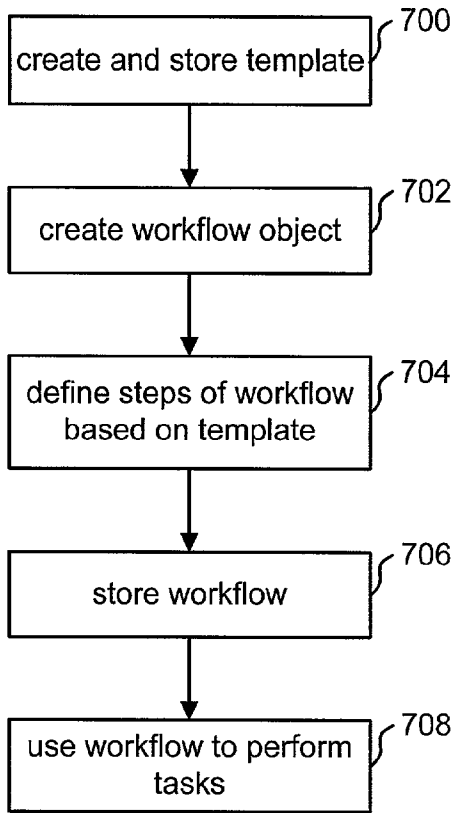 700
create and store template
702
create workflow object
704
define steps of workflow
based on template
706
store workflow
708
use workflow to perform
tasks